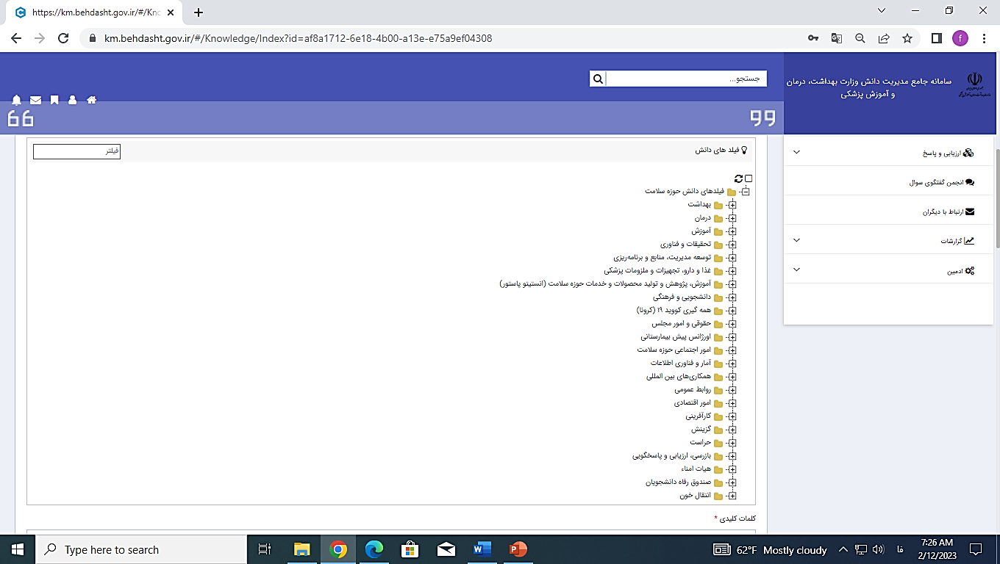 https://km.behdasht.gov.ir/#/Kno
km.behdasht.gov.ir/#/Knowledge/Index?id=af8a1712-6e18-4b00-a13e-e75a9ef04308
f
سامانه جامع مدیریت دانش وزارت بهداشت، درمان
و آموزش پزشکی
جستجو...
ارزیابی و پاسخ
انجمن گفتگوی سوال
ارتباط با دیگران
گزارشات
ادمین
فیلد های دانش
فیلتر
فیلدهای دانش حوزه سلامت
بهداشت
درمان
آموزش
تحقیقات و فناوری
توسعه مدیریت، منابع و برنامه‌ریزی
غذا و دارو، تجهیزات و ملزومات پزشکی
آموزش، پژوهش و تولید محصولات و خدمات حوزه سلامت (انستیتو پاستور)
دانشجویی و فرهنگی
همه گیری کووید ۱۹ (کرونا)
حقوقی و امور مجلس
اورژانس پیش بیمارستانی
امور اجتماعی حوزه سلامت
آمار و فناوری اطلاعات
همکاری‌های بین المللی
روابط عمومی
امور اقتصادی
کارآفرینی
گزینش
حراست
بازرسی، ارزیابی و پاسخگویی
هیات امناء
صندوق رفاه دانشجویان
انتقال خون
کلمات کلیدی *
Type here to search
62°F Mostly cloudy
فا
7:26 AM
2/12/2023